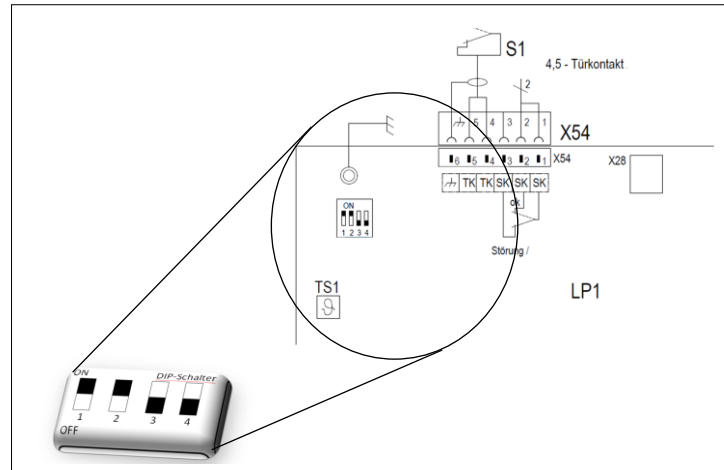 S1
4,5 - Türkontakt
2
5 4 3 2 1
X54
6 5 4 3 2 1 X54
TK TK SK SK SK
X28
ok
Störung /
ON
1 2 3 4
TS1
LP1
ON DIP-Schalter
1 2 3 4
OFF